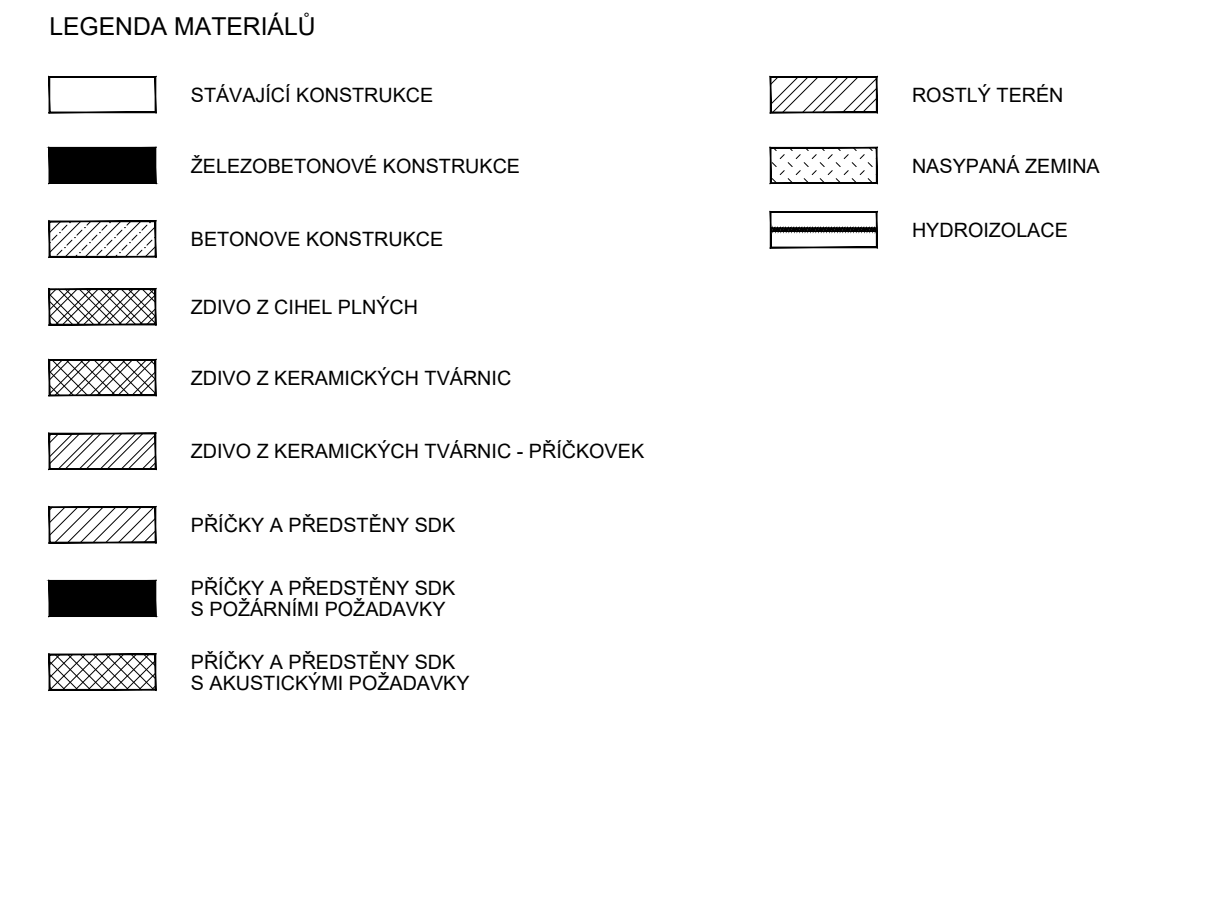 LEGENDA MATERIÁLŮ
STÁVAJÍCÍ KONSTRUKCE
ŽELEZOBETONOVÉ KONSTRUKCE
BETONOVE KONSTRUKCE
ZDIVO Z CIHEL PLNÝCH
ZDIVO Z KERAMICKÝCH TVÁRNIC
ZDIVO Z KERAMICKÝCH TVÁRNIC - PŘÍČKOVEK
PŘÍČKY A PŘEDSTĚNY SDK
PŘÍČKY A PŘEDSTĚNY SDK
S POŽÁRNÍMI POŽADAVKY
PŘÍČKY A PŘEDSTĚNY SDK
S AKUSTICKÝMI POŽADAVKY
ROSTLÝ TERÉN
NASYPANÁ ZEMINA
HYDROIZOLACE